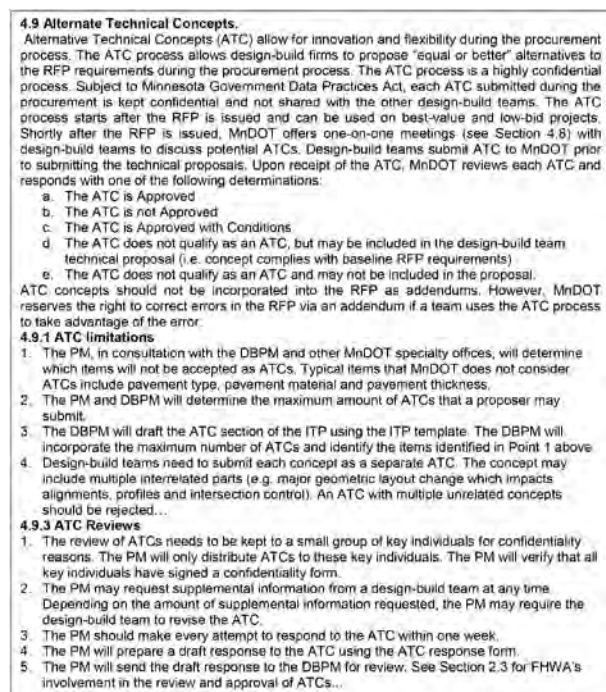 4.9 Alternate Technical Concepts.
Alternative Technical Concepts (ATC) allow for innovation and flexibility during the procurement
process. The ATC process allows design-build firms to propose "equal or better" alternatives to
the RFP requirements during the procurement process. The ATC process is a highly confidential
process. Subject to Minnesota Government Data Practices Act, each ATC submitted during the
procurement is kept confidential and not shared with the other design-build teams. The ATC
process starts after the RFP is issued and can be used on best-value and low-bid projects.
Shortly after the RFP is issued, MnDOT offers one-on-one meetings (see Section 4.8) with
design-build teams to discuss potential ATCs. Design-build teams submit ATC to MnDOT prior
to submitting the technical proposals. Upon receipt of the ATC, MnDOT reviews each ATC and
responds with one of the following determinations:
a. The ATC is Approved
b. The ATC is not Approved
c. The ATC is Approved with Conditions
d. The ATC does not qualify as an ATC, but may be included in the design-build team
technical proposal (i.e. concept complies with baseline RFP requirements)
e. The ATC does not qualify as an ATC and may not be included in the proposal.
ATC concepts should not be incorporated into the RFP as addendums. However, MnDOT
reserves the right to correct errors in the RFP via an addendum if a team uses the ATC process
to take advantage of the error.
4.9.1 ATC limitations
1. The PM, in consultation with the DBPM and other MnDOT specialty offices, will determine
which items will not be accepted as ATCs. Typical items that MnDOT does not consider
ATCs include pavement type, pavement material and pavement thickness.
2. The PM and DBPM will determine the maximum amount of ATCs that a proposer may
submit.
3. The DBPM will draft the ATC section of the ITP using the ITP template. The DBPM will
incorporate the maximum number of ATCs and identify the items identified in Point 1 above
4. Design-build teams need to submit each concept as a separate ATC. The concept may
include multiple interrelated parts (e.g. major geometric layout change which impacts
alignments, profiles and intersection control). An ATC with multiple unrelated concepts
should be rejected...
4.9.3 ATC Reviews
1. The review of ATCs needs to be kept to a small group of key individuals for confidentiality
reasons. The PM will only distribute ATCs to these key individuals. The PM will verify that all
key individuals have signed a confidentiality form.
2. The PM may request supplemental information from a design-build team at any time.
Depending on the amount of supplemental information requested, the PM may require the
design-build team to revise the ATC.
3. The PM should make every attempt to respond to the ATC within one week.
4. The PM will prepare a draft response to the ATC using the ATC response form.
5. The PM will send the draft response to the DBPM for review. See Section 2.3 for FHWA's
involvement in the review and approval of ATCs...